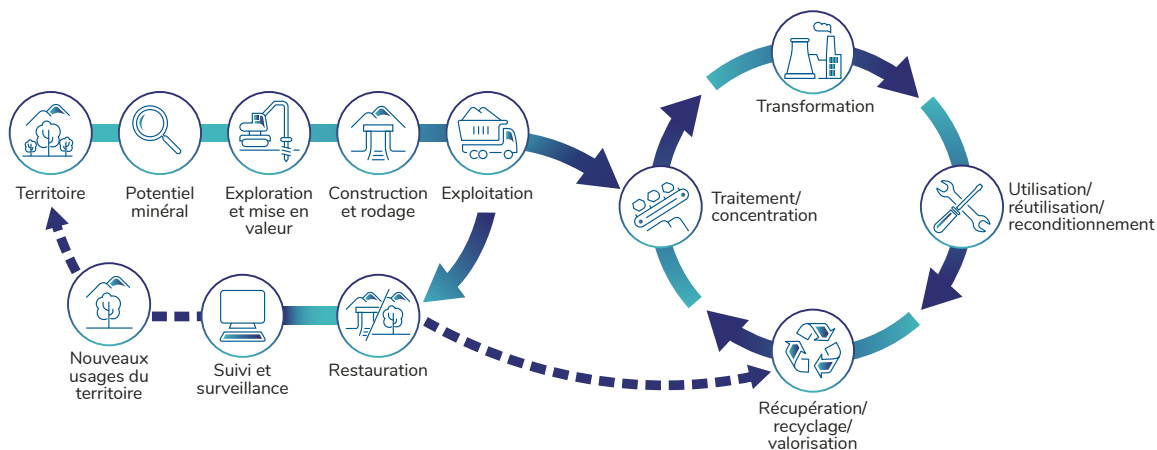 Territoire
Potentiel
minéral
Exploration
et mise en
valeur
Construction
et rodage
Exploitation
Traitement/
concentration
Transformation
Utilisation/
réutilisation/
reconditionnement
Récupération/
recyclage/
valorisation
Restauration
Suivi et
surveillance
Nouveaux
usages du
territoire